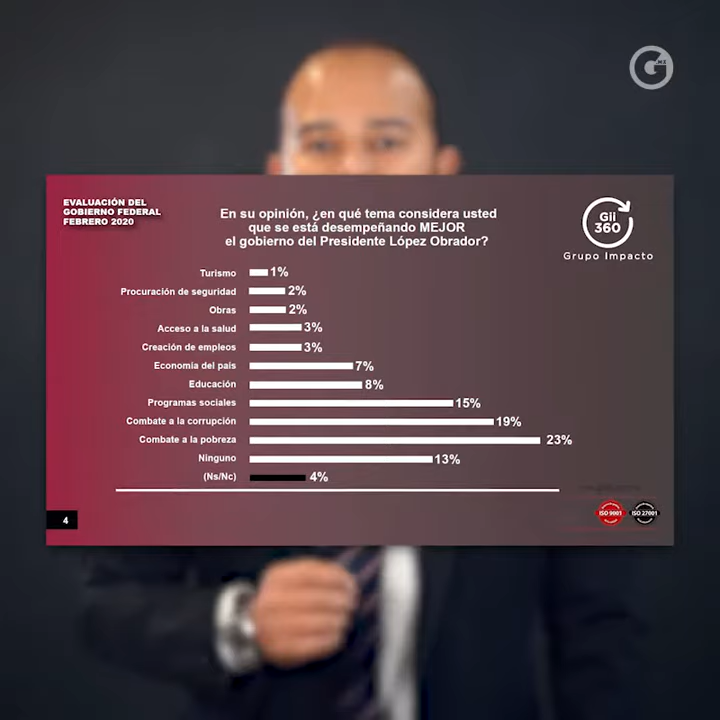 G.MX
EVALUACIÓN DEL
GOBIERNO FEDERAL
FEBRERO 2020
En su opinión, ¿en qué tema considera usted
que se está desempeñando MEJOR
el gobierno del Presidente López Obrador?
Gii
360
Grupo Impacto
Turismo 1%
Procuración de seguridad 2%
Obras 2%
Acceso a la salud 3%
Creación de empleos 3%
Economia del país 7%
Educación 8%
Programas sociales 15%
Combate a la corrupción 19%
Combate a la pobreza 23%
Ninguno 13%
(Ns/Nc) 4%
4
ISO 9001 ISO 27001